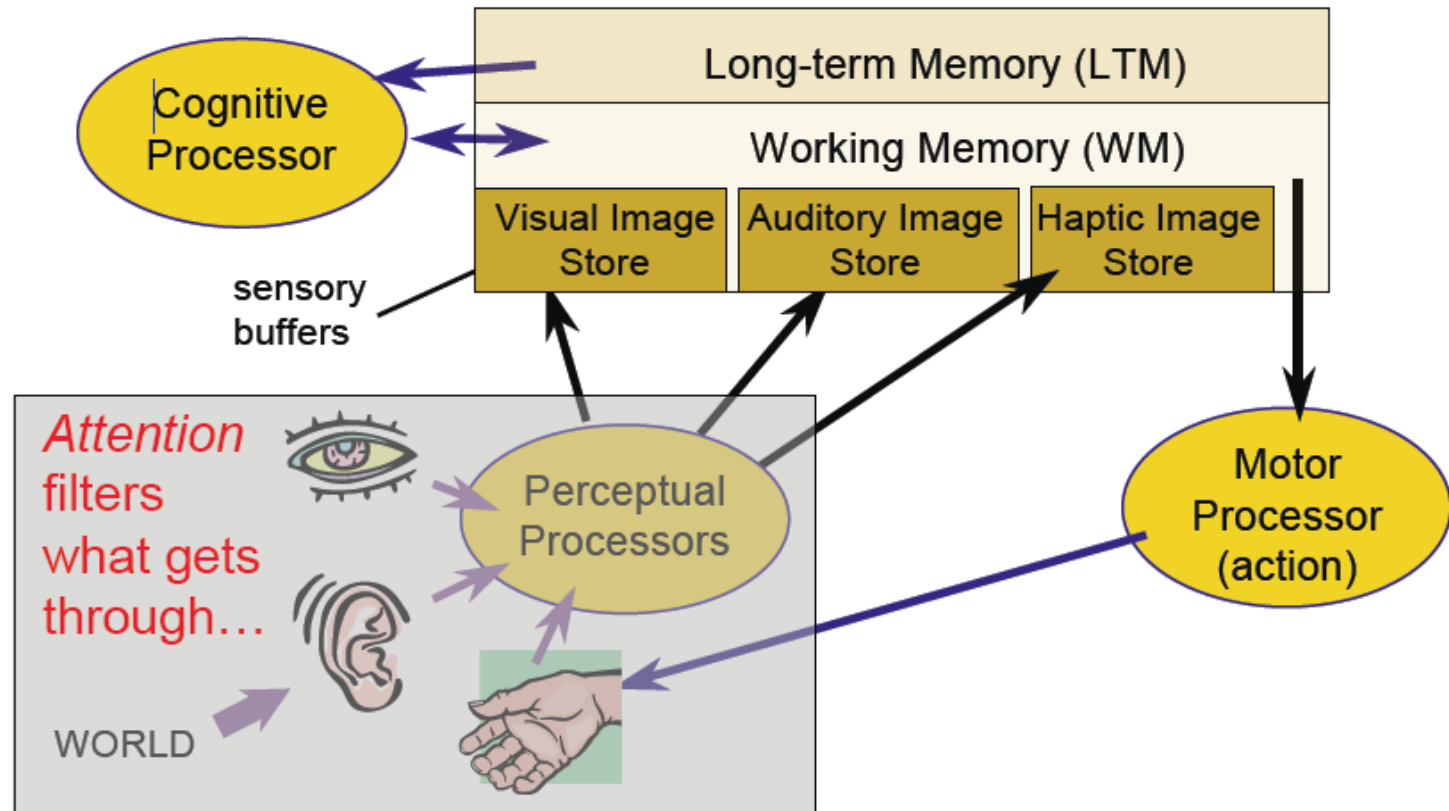 Long-term Memory (LTM)
Cognitive
Processor
Working Memory (WM)
Visual Image
Store
Auditory Image
Store
Haptic Image
Store
sensory
buffers
Attention
filters
what gets
through…
Perceptual
Processors
Motor
Processor
(action)
WORLD